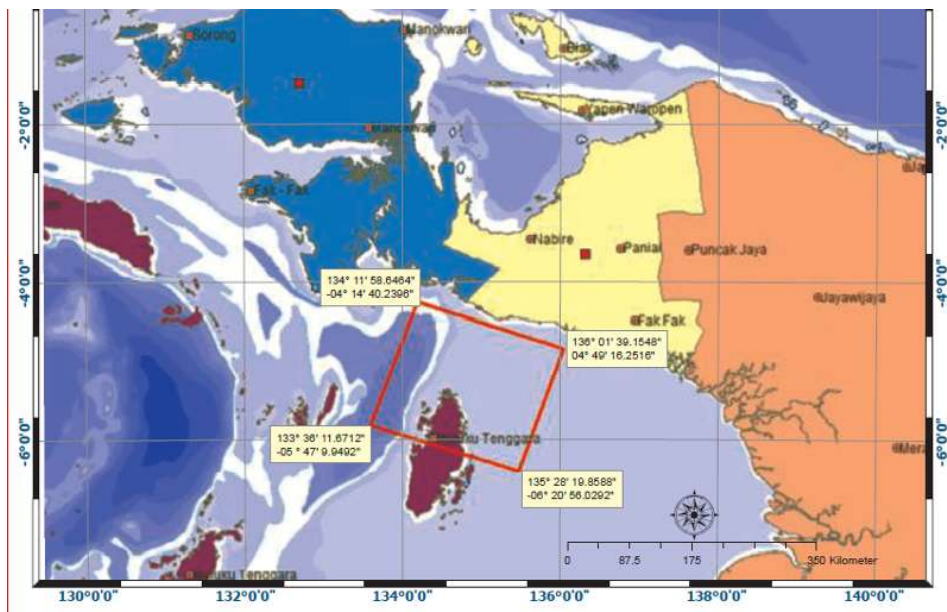 Sorong
Manokwari
Biak
Yapen Waropen
-2°0'0"
-2°0'0"
Fak - Fak
Nabire
Paniai
Puncak Jaya
-4°0'0"
-4°0'0"
134° 11' 58.6464"
-04° 14' 40.2396"
Jayawijaya
Fak Fak
136° 01' 39.1548"
04° 49' 16.2516"
133° 36' 11.6712"
-05 ° 47' 9.9492"
Tenggara
-6°0'0"
-6°0'0"
Mera
135° 28' 19.8588"
-06° 20' 56.0292"
0 87.5 175 350 Kilometer
Tenggara
130°0'0" 132°0'0" 134°0'0" 136°0'0" 138°0'0" 140°0'0"